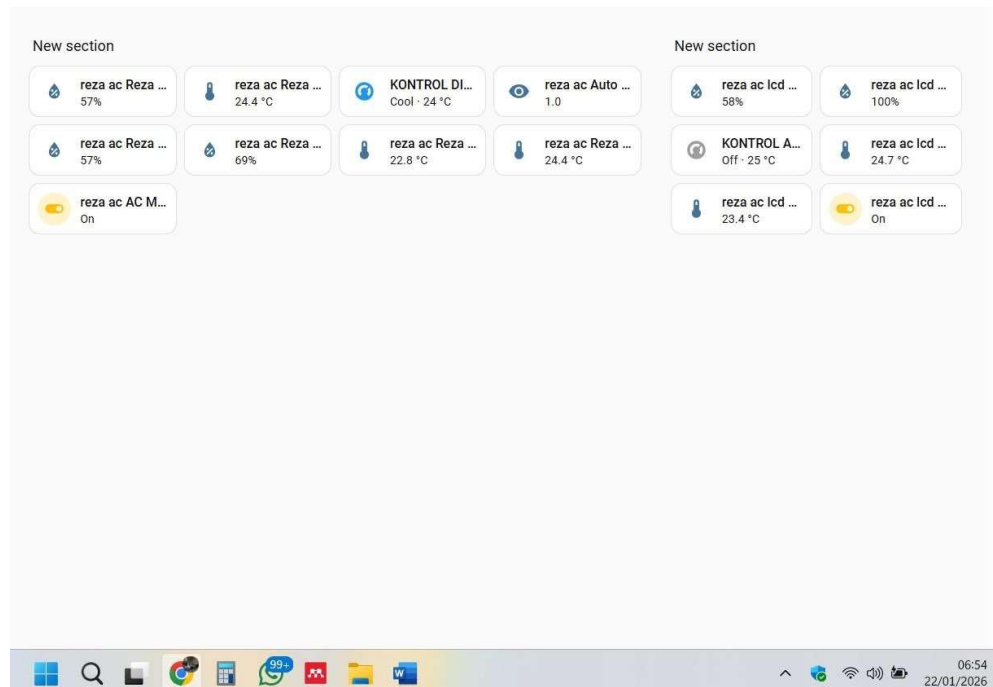 New section
reza ac Reza ...
57%
reza ac Reza ...
24.4 °C
KONTROL DI...
Cool · 24 °C
reza ac Auto ...
1.0
reza ac Reza ...
57%
reza ac Reza ...
69%
reza ac Reza ...
22.8 °C
reza ac Reza ...
24.4 °C
reza ac AC M...
On
New section
reza ac lcd ...
58%
reza ac lcd ...
100%
KONTROL A...
Off · 25 °C
reza ac lcd ...
24.7 °C
reza ac lcd ...
23.4 °C
reza ac lcd ...
On
99+
W
06:54
22/01/2026